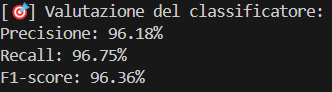 [🎯] Valutazione del classificatore:
Precisione: 96.18%
Recall: 96.75%
F1-score: 96.36%